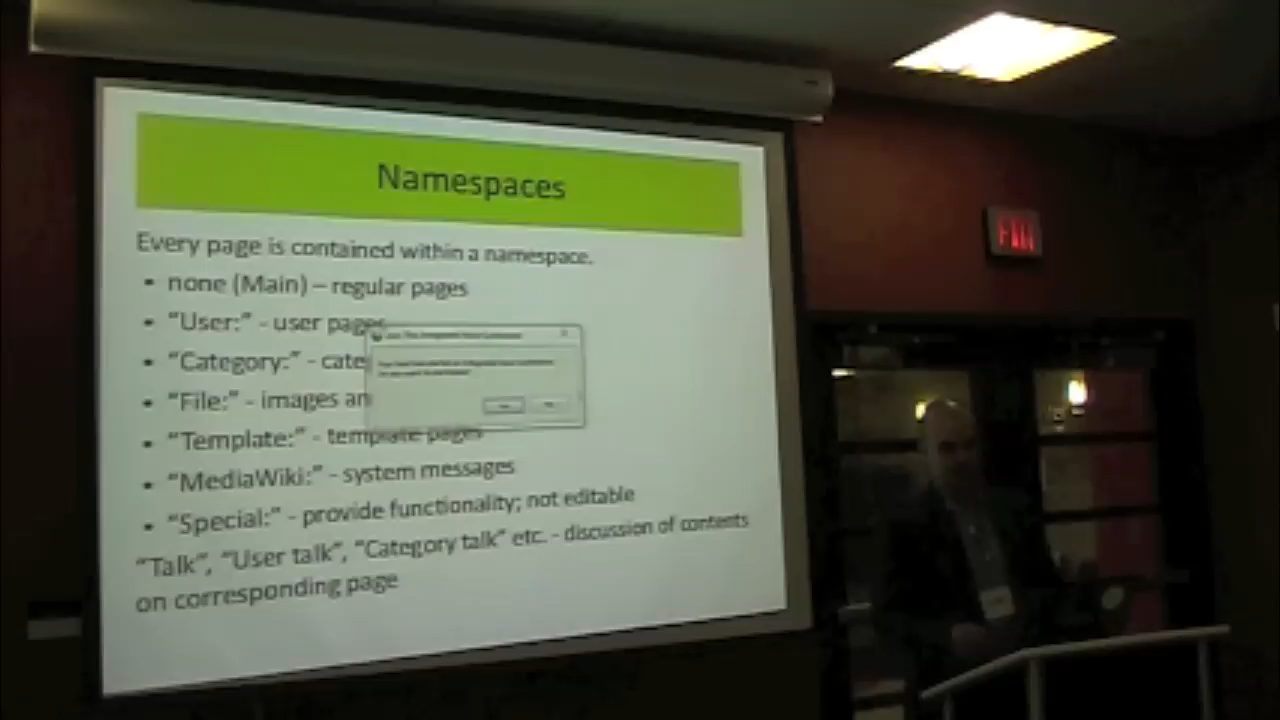 Namespaces
Every page is contained within a namespace.
• none (Main) – regular pages
• “User:” - user pages
• “Category:” - cate
• “File:” - images an
• “Template:” - template pages
• “MediaWiki:” - system messages
• “Special:” - provide functionality; not editable
“Talk”, “User talk”, “Category talk” etc. - discussion of contents
on corresponding page